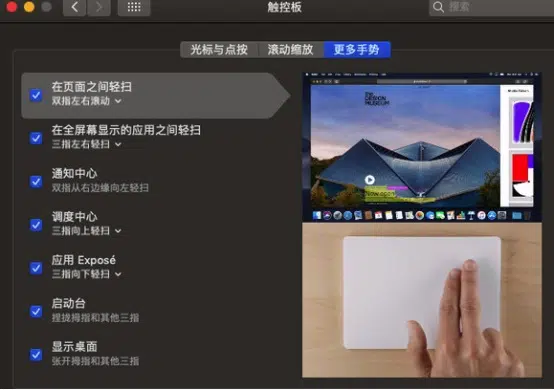 触控板
搜索
光标与点按
滚动缩放
更多手势
在页面之间轻扫
双指左右滚动
在全屏幕显示的应用之间轻扫
三指左右轻扫
通知中心
双指从右边缘向左轻扫
调度中心
三指向上轻扫
应用 Exposé
三指向下轻扫
启动台
捏拢拇指和其他三指
显示桌面
张开拇指和其他三指
DESIGN
MUSEUM